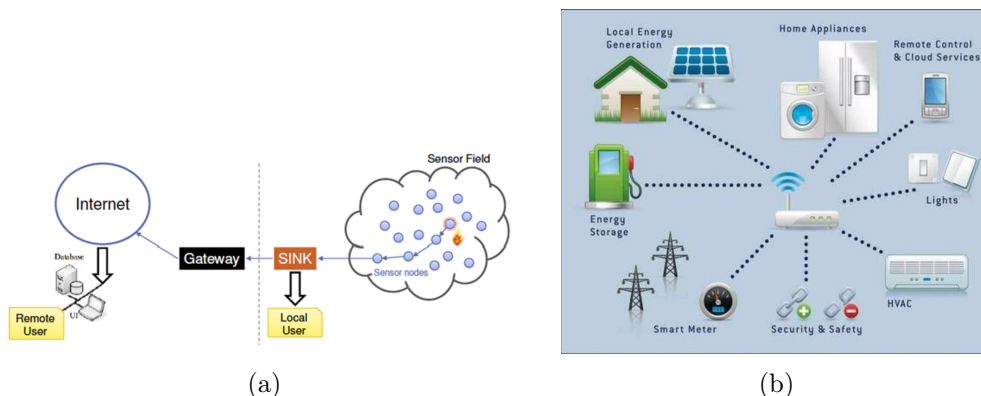 Sensor Field
Internet
Gateway
SINK
Sensor nodes
Database
UI
Remote
User
Local
User
(a)
Local Energy
Generation
Home Appliances
Remote Control
& Cloud Services
Energy
Storage
Lights
HVAC
Smart Meter
Security & Safety
(b)